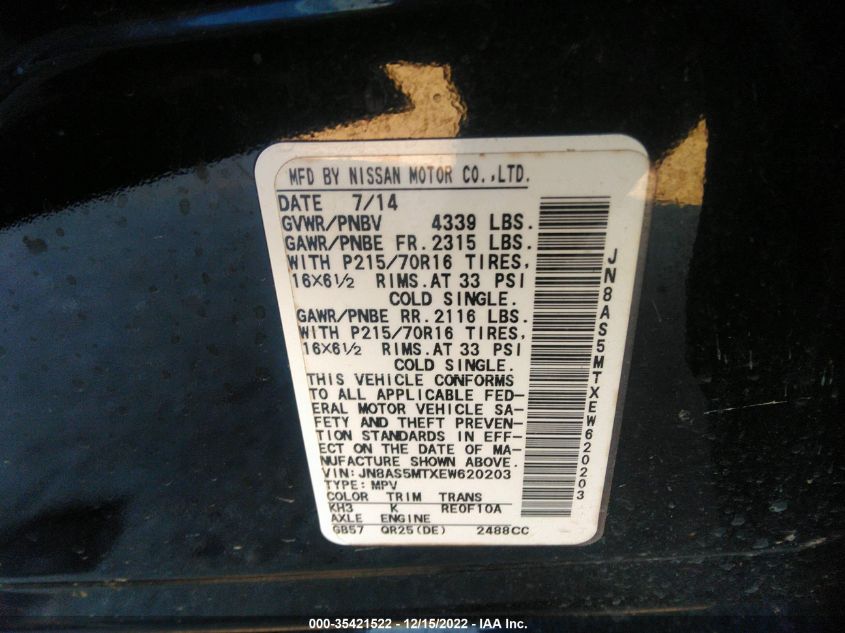 MFD BY NISSAN MOTOR CO.,LTD.
DATE 7/14
GVWR/PNBV 4339 LBS.
GAWR/PNBE FR. 2315 LBS.
WITH P215/70R16 TIRES,
16X6½ RIMS.AT 33 PSI
COLD SINGLE.
GAWR/PNBE RR. 2116 LBS.
WITH P215/70R16 TIRES,
16X6½ RIMS.AT 33 PSI
COLD SINGLE.
THIS VEHICLE CONFORMS
TO ALL APPLICABLE FED-
ERAL MOTOR VEHICLE SA-
FETY AND THEFT PREVEN-
TION STANDARDS IN EFF-
ECT ON THE DATE OF MA-
NUFACTURE SHOWN ABOVE.
VIN:JN8AS5MTXEW620203
TYPE:MPV
COLOR TRIM TRANS
KH3 K RE0F10A
AXLE ENGINE
GB57 QR25(DE) 2488CC
JN8AS5MTXEW620203
000-35421522 - 12/15/2022 - IAA Inc.